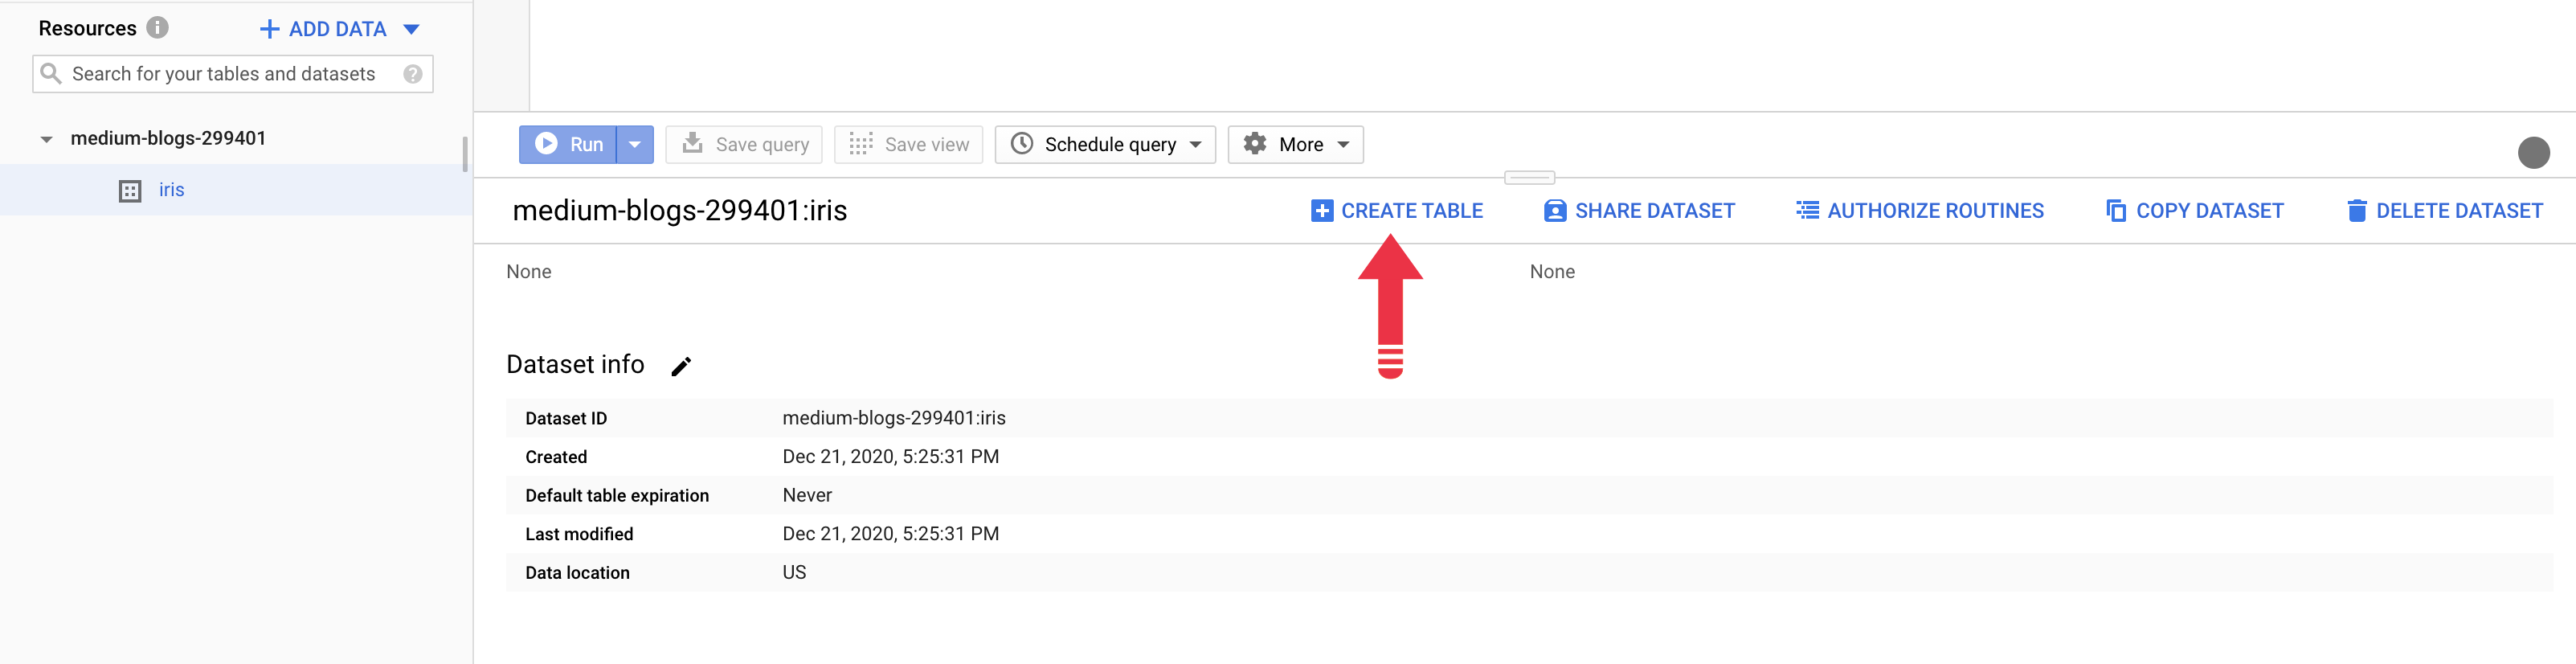 Resources
ADD DATA
Search for your tables and datasets
medium-blogs-299401
iris
Run
Save query
Save view
Schedule query
More
medium-blogs-299401:iris
CREATE TABLE
SHARE DATASET
AUTHORIZE ROUTINES
COPY DATASET
DELETE DATASET
None
None
Dataset info
Dataset ID medium-blogs-299401:iris
Created Dec 21, 2020, 5:25:31 PM
Default table expiration Never
Last modified Dec 21, 2020, 5:25:31 PM
Data location US